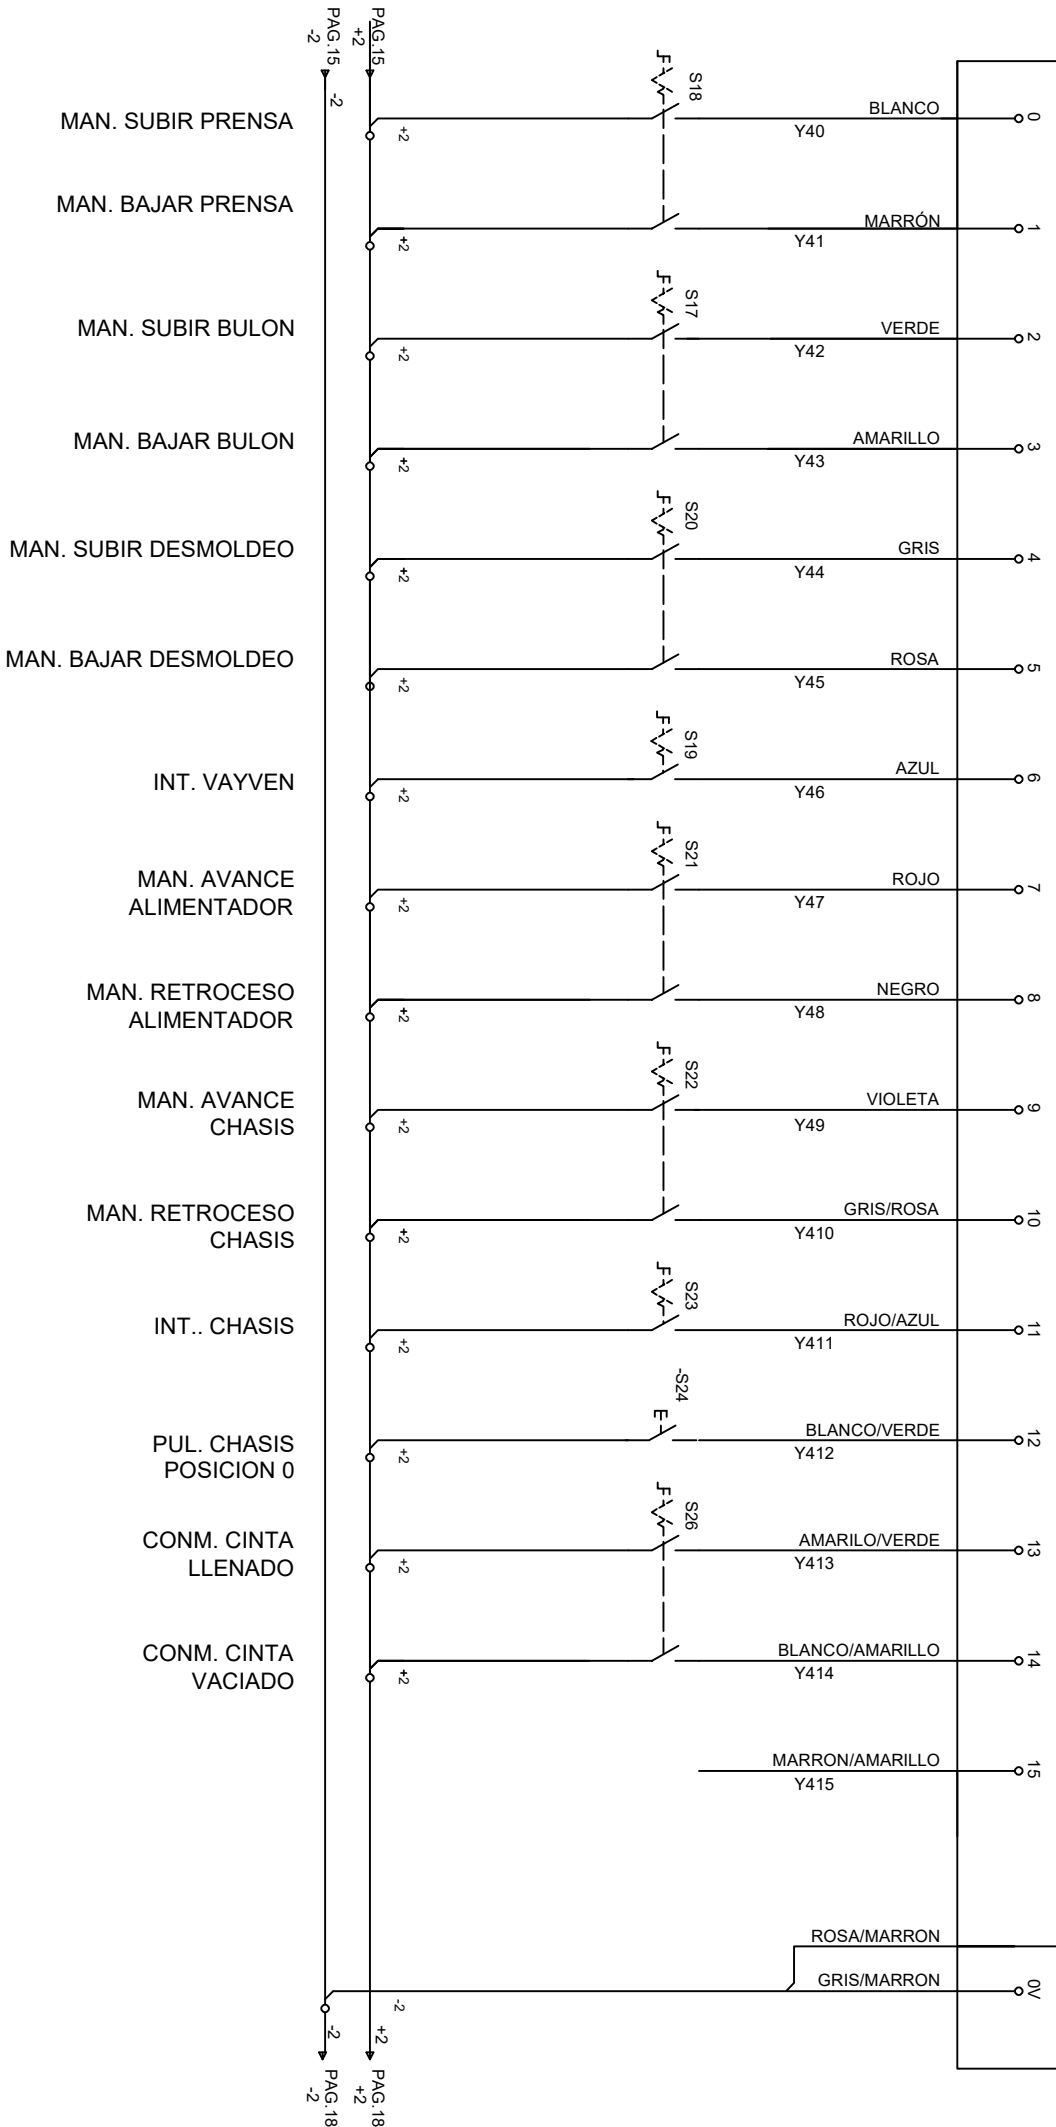 PAG.15
-2
PAG.15
+2
-2
MAN. SUBIR PRENSA
+2
S18
BLANCO
Y40
0
MAN. BAJAR PRENSA
+2
MARRÓN
Y41
1
MAN. SUBIR BULON
+2
S17
VERDE
Y42
2
MAN. BAJAR BULON
+2
AMARILLO
Y43
3
MAN. SUBIR DESMOLDEO
+2
S20
GRIS
Y44
4
MAN. BAJAR DESMOLDEO
+2
ROSA
Y45
5
INT. VAYVEN
+2
S19
AZUL
Y46
6
MAN. AVANCE
ALIMENTADOR
+2
S21
ROJO
Y47
7
MAN. RETROCESO
ALIMENTADOR
+2
NEGRO
Y48
8
MAN. AVANCE
CHASIS
+2
S22
VIOLETA
Y49
9
MAN. RETROCESO
CHASIS
+2
GRIS/ROSA
Y410
10
INT.. CHASIS
+2
S23
ROJO/AZUL
Y411
11
PUL. CHASIS
POSICION 0
+2
-S24
BLANCO/VERDE
Y412
12
CONM. CINTA
LLENADO
+2
S26
AMARILO/VERDE
Y413
13
CONM. CINTA
VACIADO
+2
BLANCO/AMARILLO
Y414
14
MARRON/AMARILLO
Y415
15
ROSA/MARRON
GRIS/MARRON
0V
-2
-2
+2
PAG.18
-2
PAG.18
+2